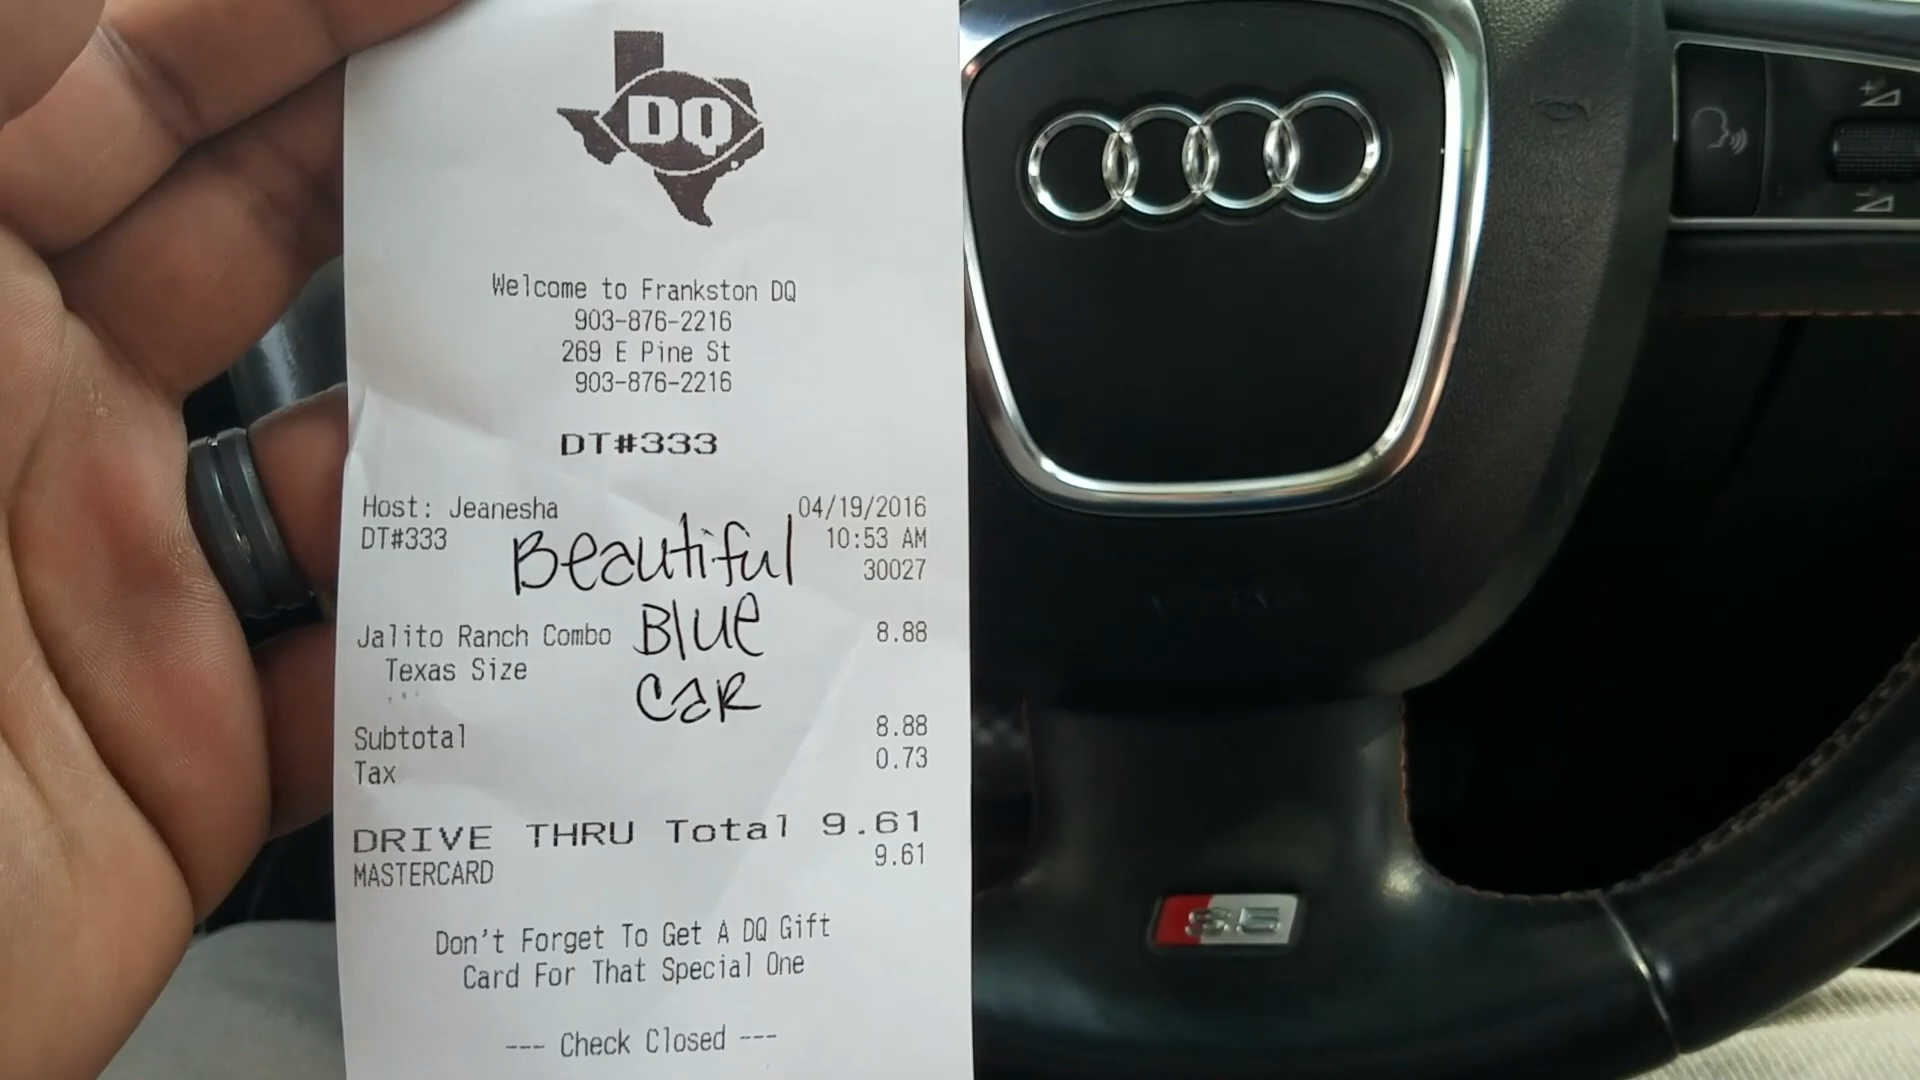 DQ
Welcome to Frankston DQ
903-876-2216
269 E Pine St
903-876-2216
DT#333
Host: Jeanesha 04/19/2016
DT#333 10:53 AM
30027
Beautiful
Blue
Car
Jalito Ranch Combo 8.88
Texas Size
Subtotal 8.88
Tax 0.73
DRIVE THRU Total 9.61
MASTERCARD 9.61
Don't Forget To Get A DQ Gift
Card For That Special One
--- Check Closed ---
S5